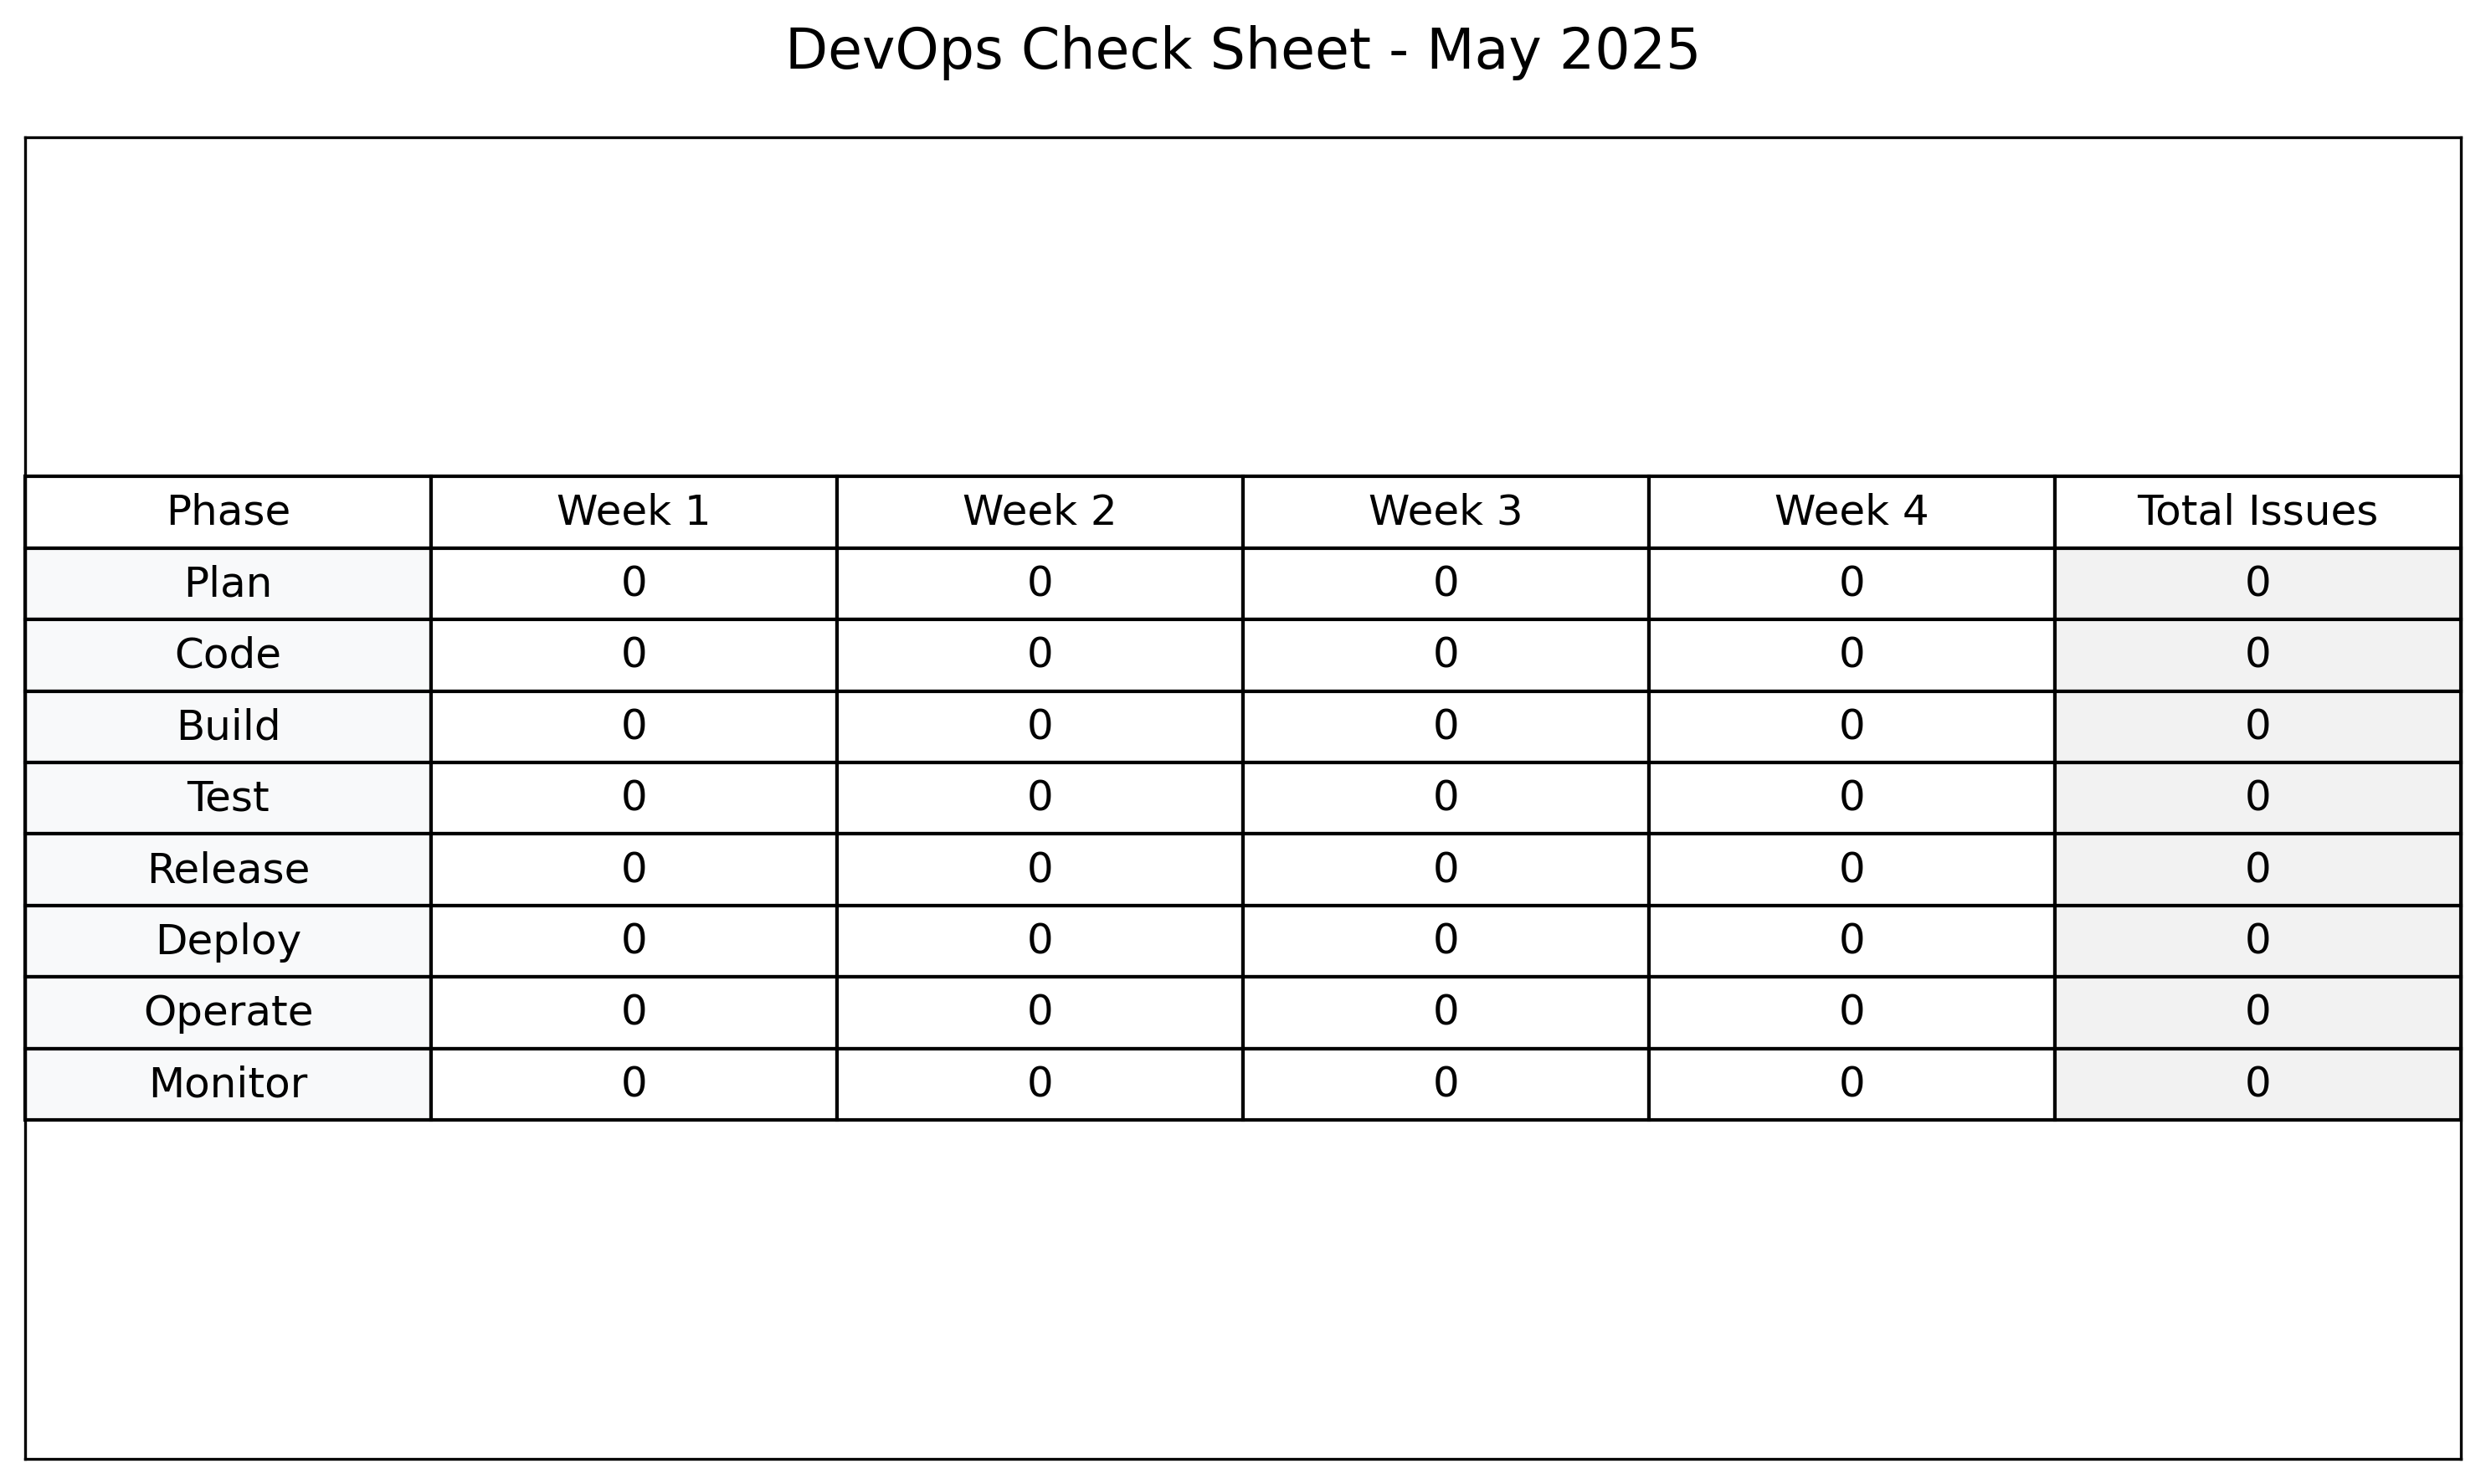 DevOps Check Sheet - May 2025
Phase Week 1 Week 2 Week 3 Week 4 Total Issues
Plan 0 0 0 0 0
Code 0 0 0 0 0
Build 0 0 0 0 0
Test 0 0 0 0 0
Release 0 0 0 0 0
Deploy 0 0 0 0 0
Operate 0 0 0 0 0
Monitor 0 0 0 0 0